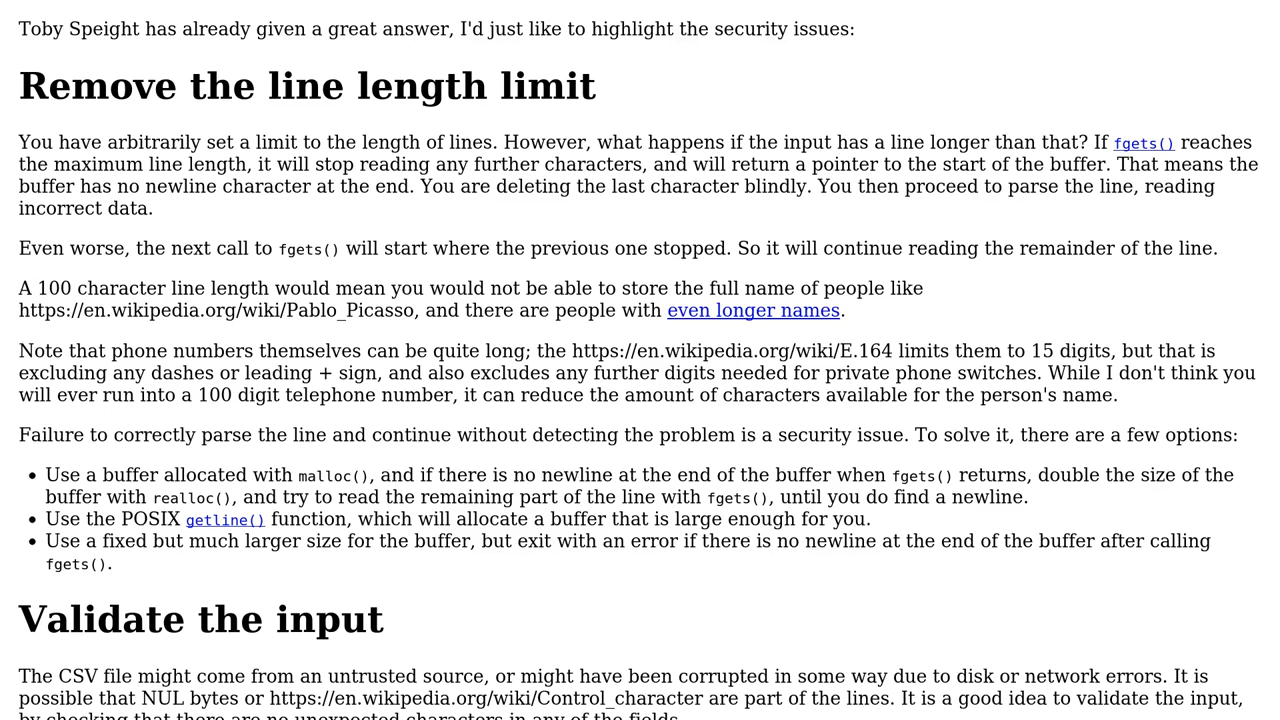 Toby Speight has already given a great answer, I'd just like to highlight the security issues:
Remove the line length limit
You have arbitrarily set a limit to the length of lines. However, what happens if the input has a line longer than that? If fgets() reaches
the maximum line length, it will stop reading any further characters, and will return a pointer to the start of the buffer. That means the
buffer has no newline character at the end. You are deleting the last character blindly. You then proceed to parse the line, reading
incorrect data.
Even worse, the next call to fgets() will start where the previous one stopped. So it will continue reading the remainder of the line.
A 100 character line length would mean you would not be able to store the full name of people like
https://en.wikipedia.org/wiki/Pablo_Picasso, and there are people with even longer names.
Note that phone numbers themselves can be quite long; the https://en.wikipedia.org/wiki/E.164 limits them to 15 digits, but that is
excluding any dashes or leading + sign, and also excludes any further digits needed for private phone switches. While I don't think you
will ever run into a 100 digit telephone number, it can reduce the amount of characters available for the person's name.
Failure to correctly parse the line and continue without detecting the problem is a security issue. To solve it, there are a few options:
• Use a buffer allocated with malloc(), and if there is no newline at the end of the buffer when fgets() returns, double the size of the
buffer with realloc(), and try to read the remaining part of the line with fgets(), until you do find a newline.
• Use the POSIX getline() function, which will allocate a buffer that is large enough for you.
• Use a fixed but much larger size for the buffer, but exit with an error if there is no newline at the end of the buffer after calling
fgets().
Validate the input
The CSV file might come from an untrusted source, or might have been corrupted in some way due to disk or network errors. It is
possible that NUL bytes or https://en.wikipedia.org/wiki/Control_character are part of the lines. It is a good idea to validate the input,
by checking that there are no unexpected characters in any of the fields.